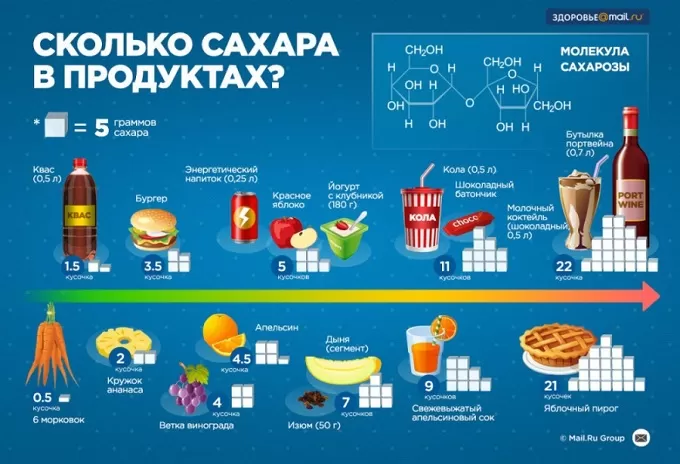 ЗДОРОВЬЕ@mail.ru
СКОЛЬКО САХАРА
В ПРОДУКТАХ?
* = 5 граммов
сахара
CH₂OH
H
O
H
H
OH
H
OH
H
OH
O
CH₂OH
O
H
H
HO
CH₂OH
OH
H
МОЛЕКУЛА
САХАРОЗЫ
Квас
(0,5 л)
КВАС
1.5
кусочка
Бургер
3.5
кусочка
Энергетический
напиток (0,25 л)
Красное
яблоко
Йогурт
с клубникой
(180 г)
5
кусочков
Кола (0,5 л)
КОЛА
Шоколадный
батончик
choco
11
кусочков
Молочный
коктейль
(шоколадный,
0,5 л)
Бутылка
портвейна
(0,7 л)
PORT
WINE
22
кусочка
0.5
кусочка
6 морковок
2
кусочка
Кружок
ананаса
Апельсин
4.5
кусочка
4
кусочка
Ветка винограда
Дыня
(сегмент)
7
кусочков
Изюм (50 г)
9
кусочков
Свежевыжатый
апельсиновый сок
21
кусочек
Яблочный пирог
© Mail.Ru Group